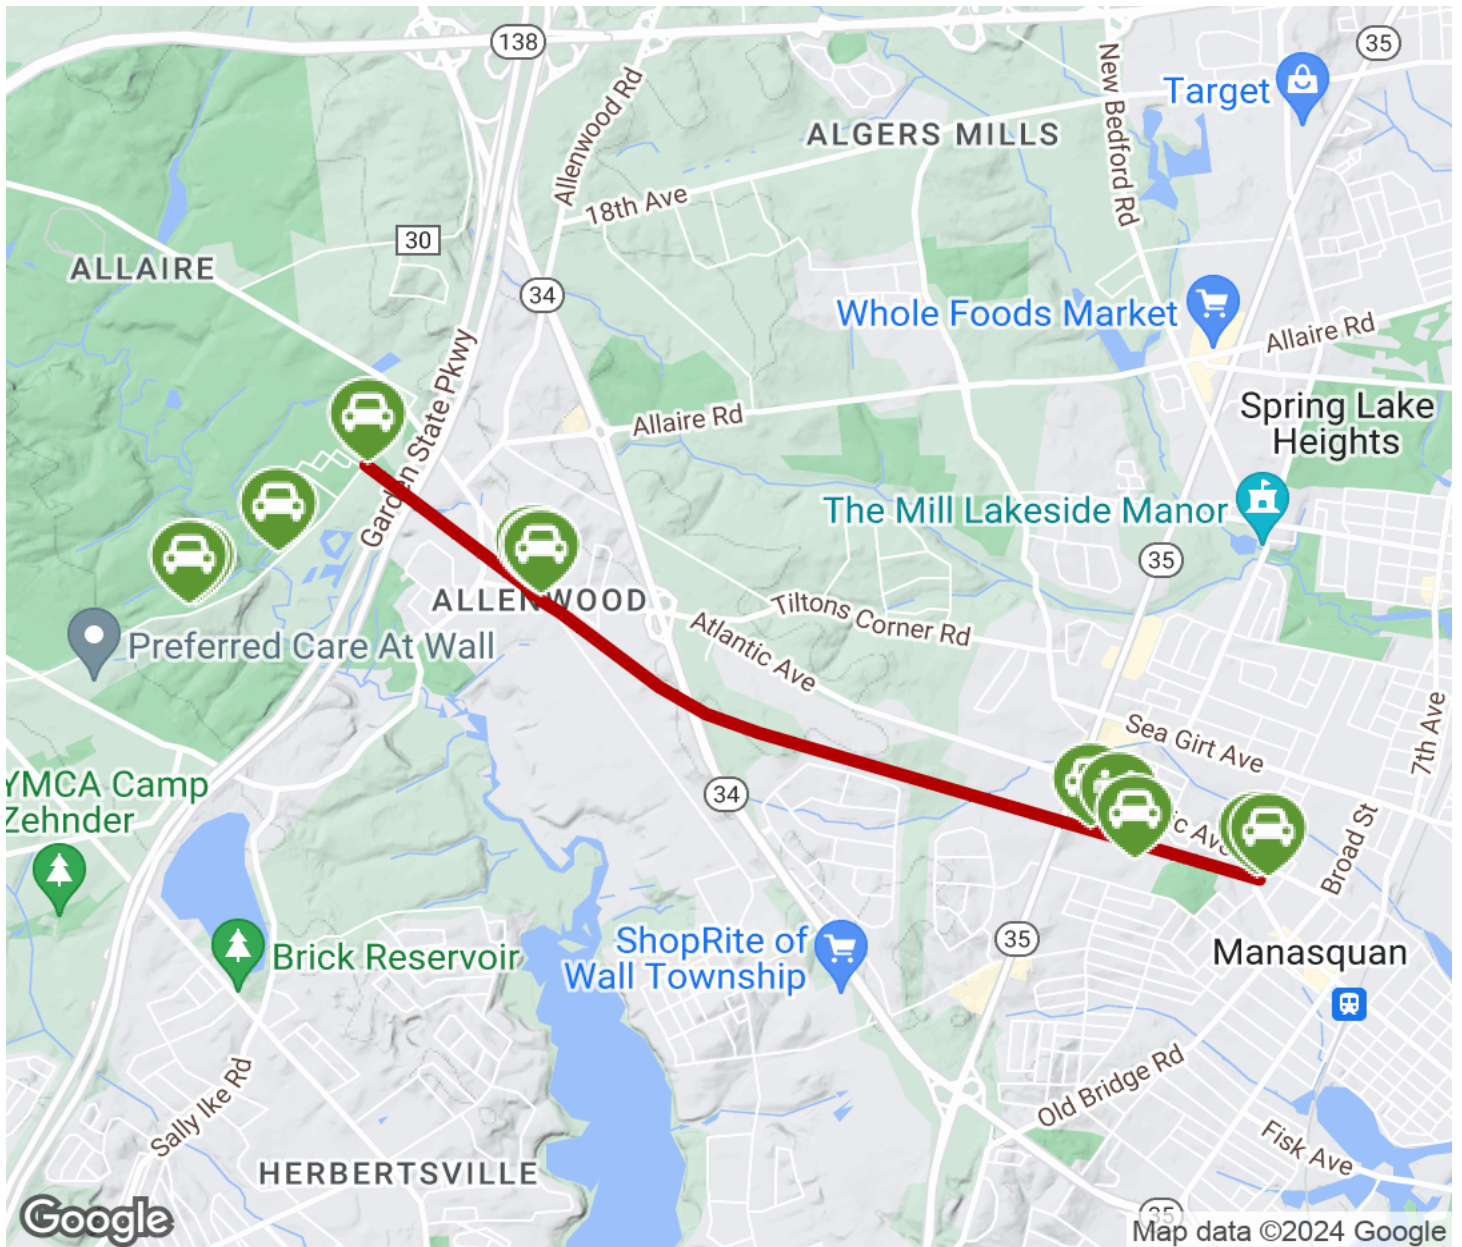 138
35
Target
ALGERS MILLS
New Bedford Rd
Allenwood Rd
18th Ave
30
ALLAIRE
34
Whole Foods Market
Allaire Rd
Garden State Pkwy
Allaire Rd
Spring Lake
Heights
The Mill Lakeside Manor
35
ALLENWOOD
Tiltons Corner Rd
Atlantic Ave
Preferred Care At Wall
7th Ave
Sea Girt Ave
YMCA Camp
Zehnder
34
ic Ave
Broad St
35
ShopRite of
Wall Township
Manasquan
Brick Reservoir
Old Bridge Rd
Sally Ike Rd
Fisk Ave
HERBERTSVILLE
35
Google
Map data ©2024 Google